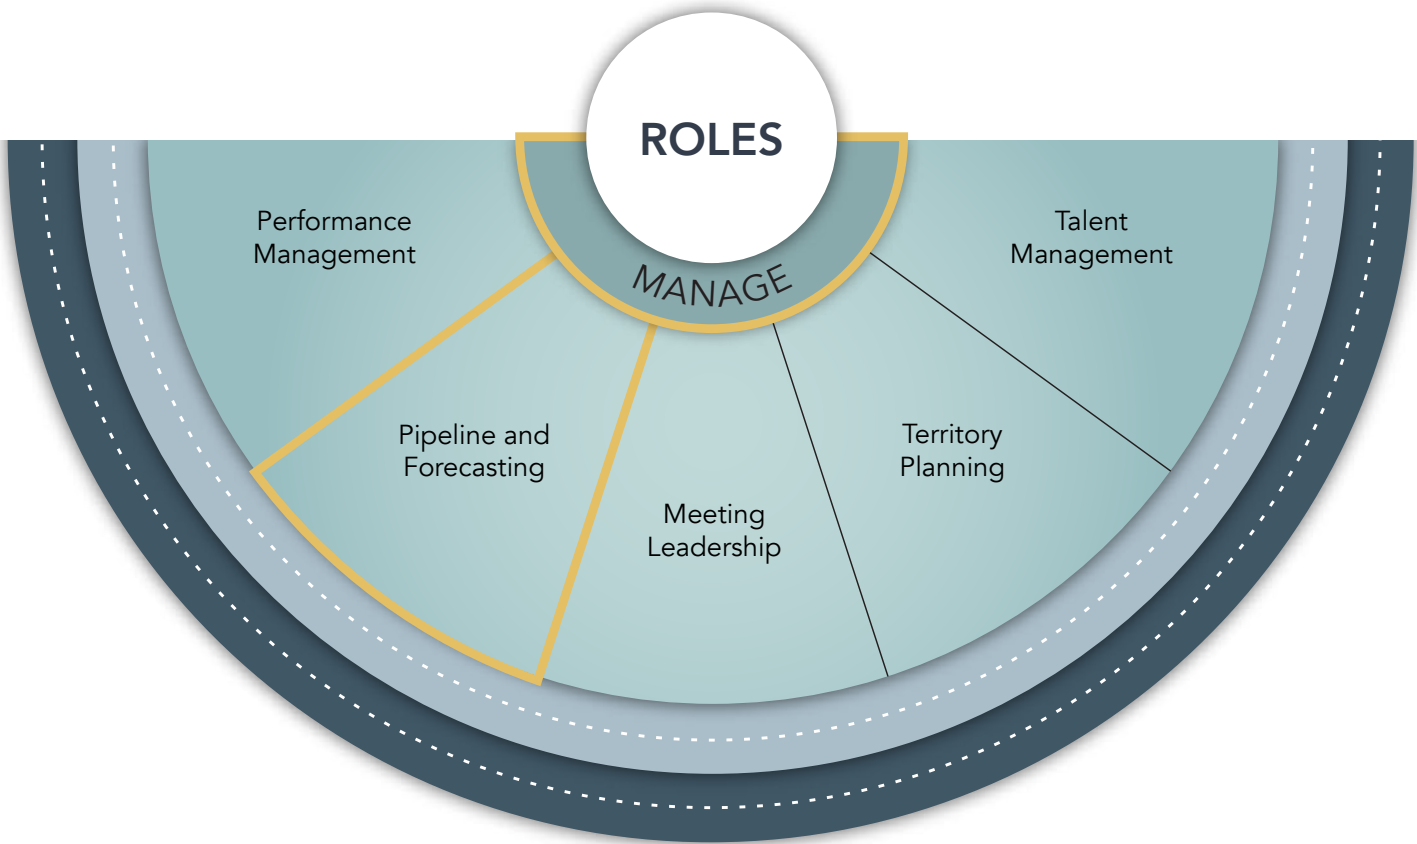 ROLES
MANAGE
Performance
Management
Pipeline and
Forecasting
Meeting
Leadership
Territory
Planning
Talent
Management